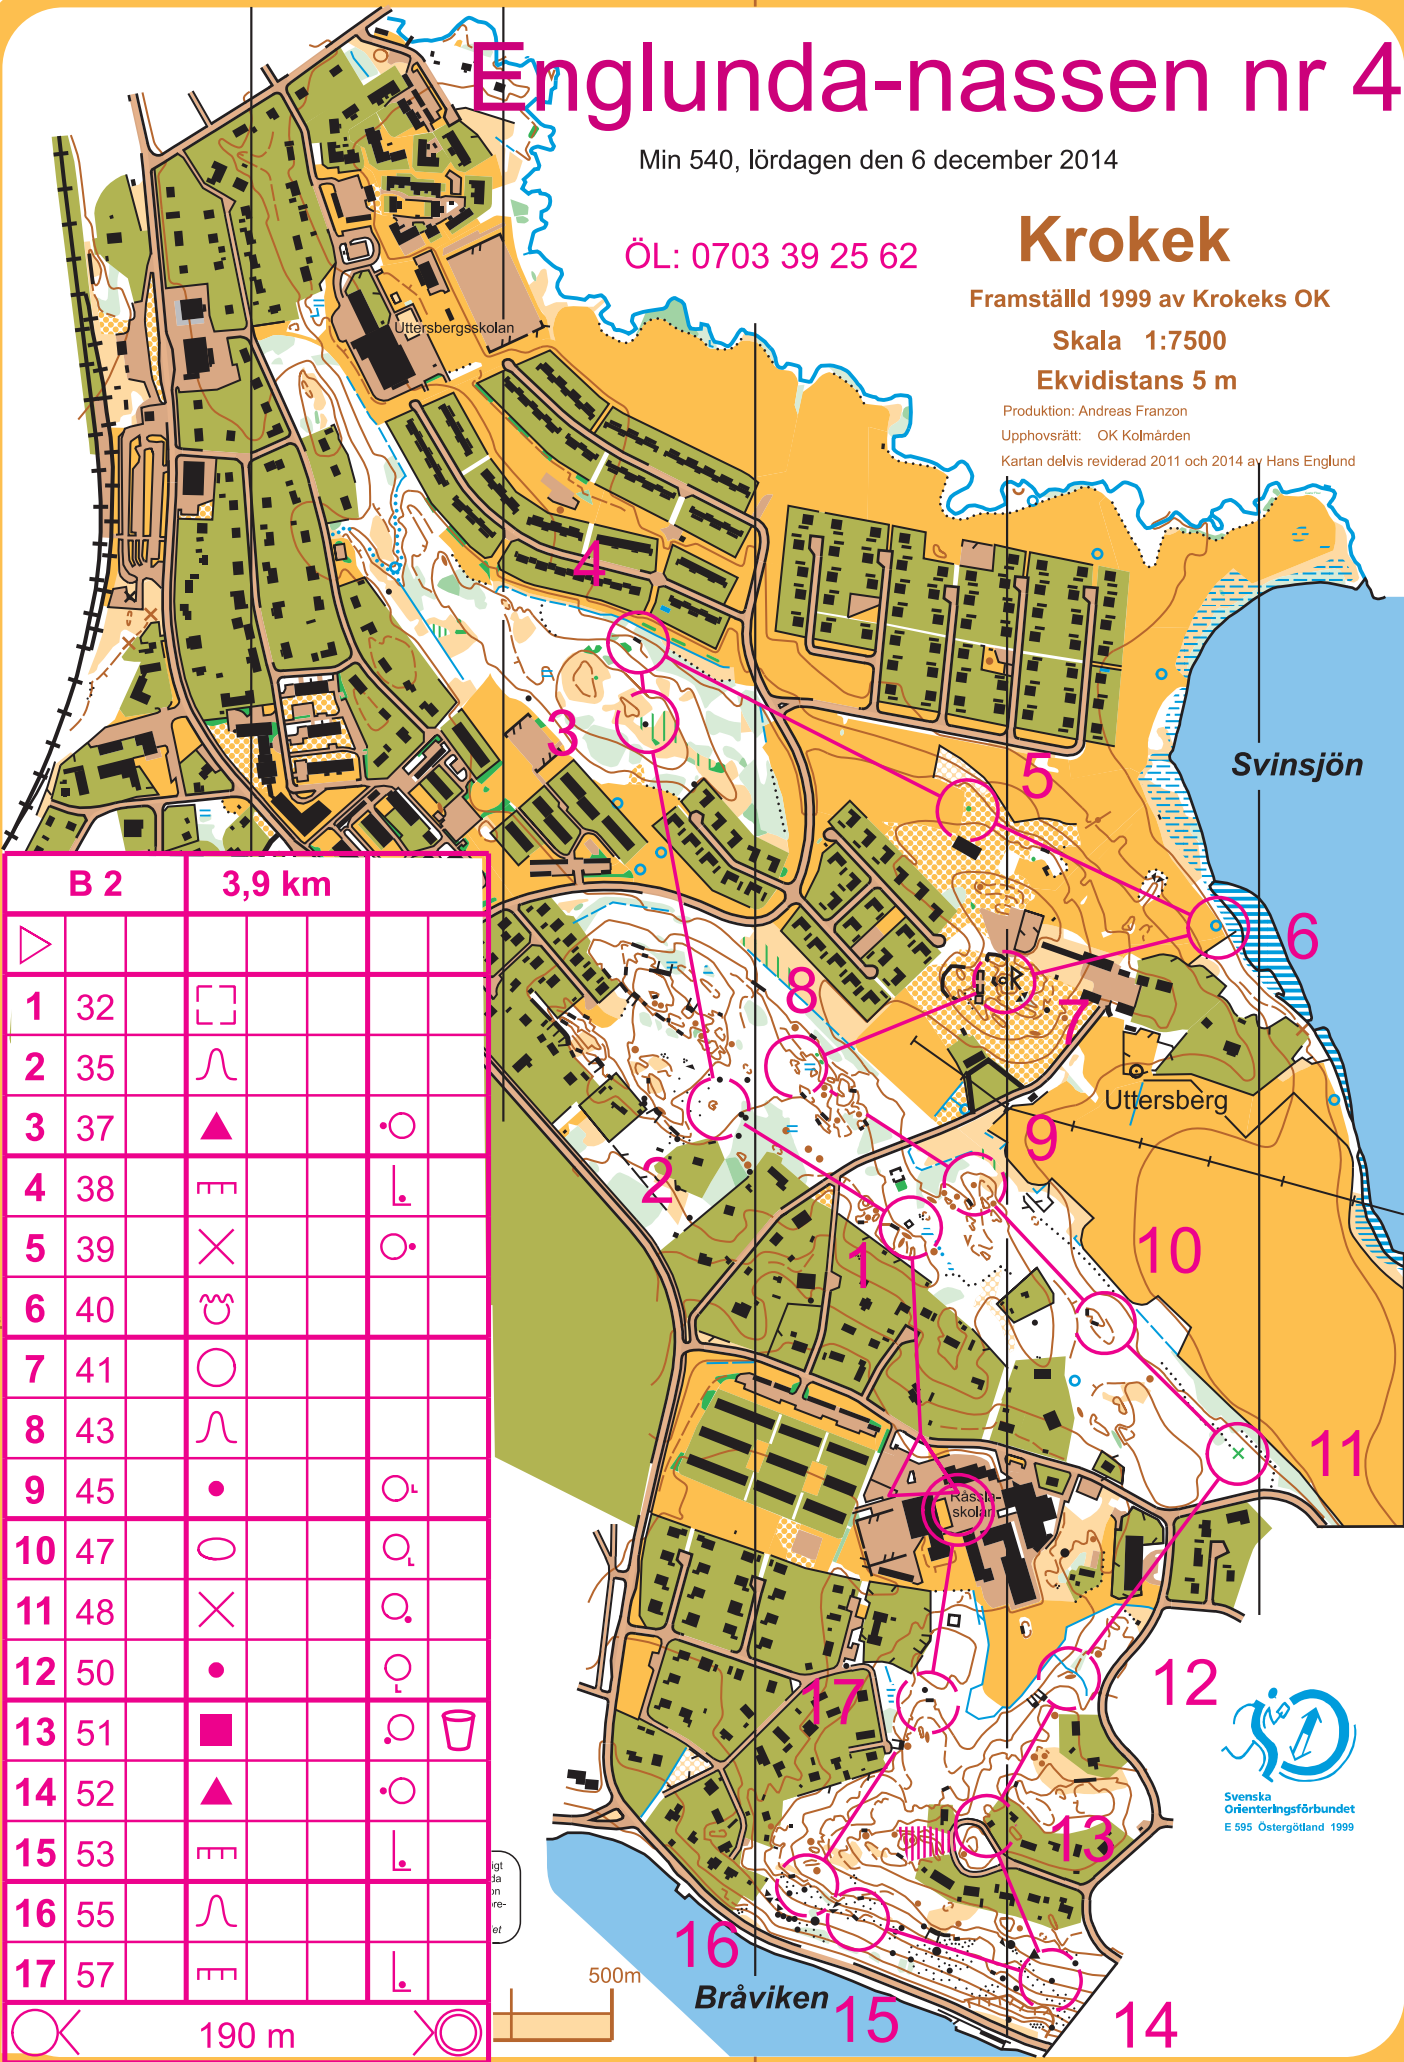 Englunda-nassen nr 4
Min 540, lördagen den 6 december 2014
ÖL: 0703 39 25 62
Krokek
Framställd 1999 av Krokeks OK
Skala 1:7500
Ekvidistans 5 m
Produktion: Andreas Franzon
Upphovsrätt: OK Kolmården
Kartan delvis reviderad 2011 och 2014 av Hans Englund
Uttersbergsskolan
4
3
5
Svinsjön
6
8
7
Uttersberg
9
2
10
1
11
Råssla-
skolan
12
17
13
16
15
14
Bråviken
500m
Svenska
Orienteringsförbundet
E 595 Östergötland 1999
igt
da
on
ore-
et
B 2 3,9 km
1 32
2 35
3 37
4 38
5 39
6 40
7 41
8 43
9 45
10 47
11 48
12 50
13 51
14 52
15 53
16 55
17 57
190 m